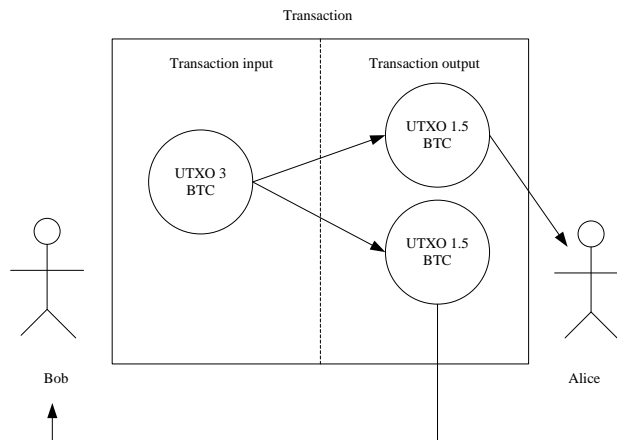 Transaction
Transaction input
Transaction output
UTXO 3
BTC
UTXO 1.5
BTC
UTXO 1.5
BTC
Bob
Alice